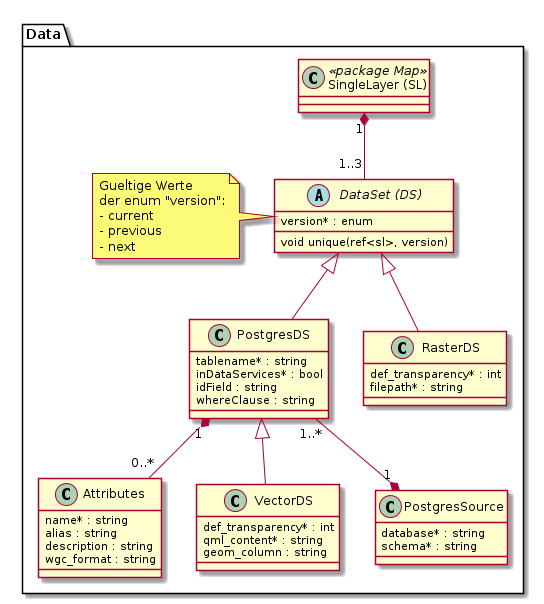 Data
C «package Map»
SingleLayer (SL)
1
1..3
Gueltige Werte
der enum "version":
- current
- previous
- next
A DataSet (DS)
version* : enum
void unique(ref<sl>, version)
C PostgresDS
tablename* : string
inDataServices* : bool
idField : string
whereClause : string
C RasterDS
def_transparency* : int
filepath* : string
1
1..*
0..*
1
C Attributes
name* : string
alias : string
description : string
wgc_format : string
C VectorDS
def_transparency* : int
qml_content* : string
geom_column : string
C PostgresSource
database* : string
schema* : string